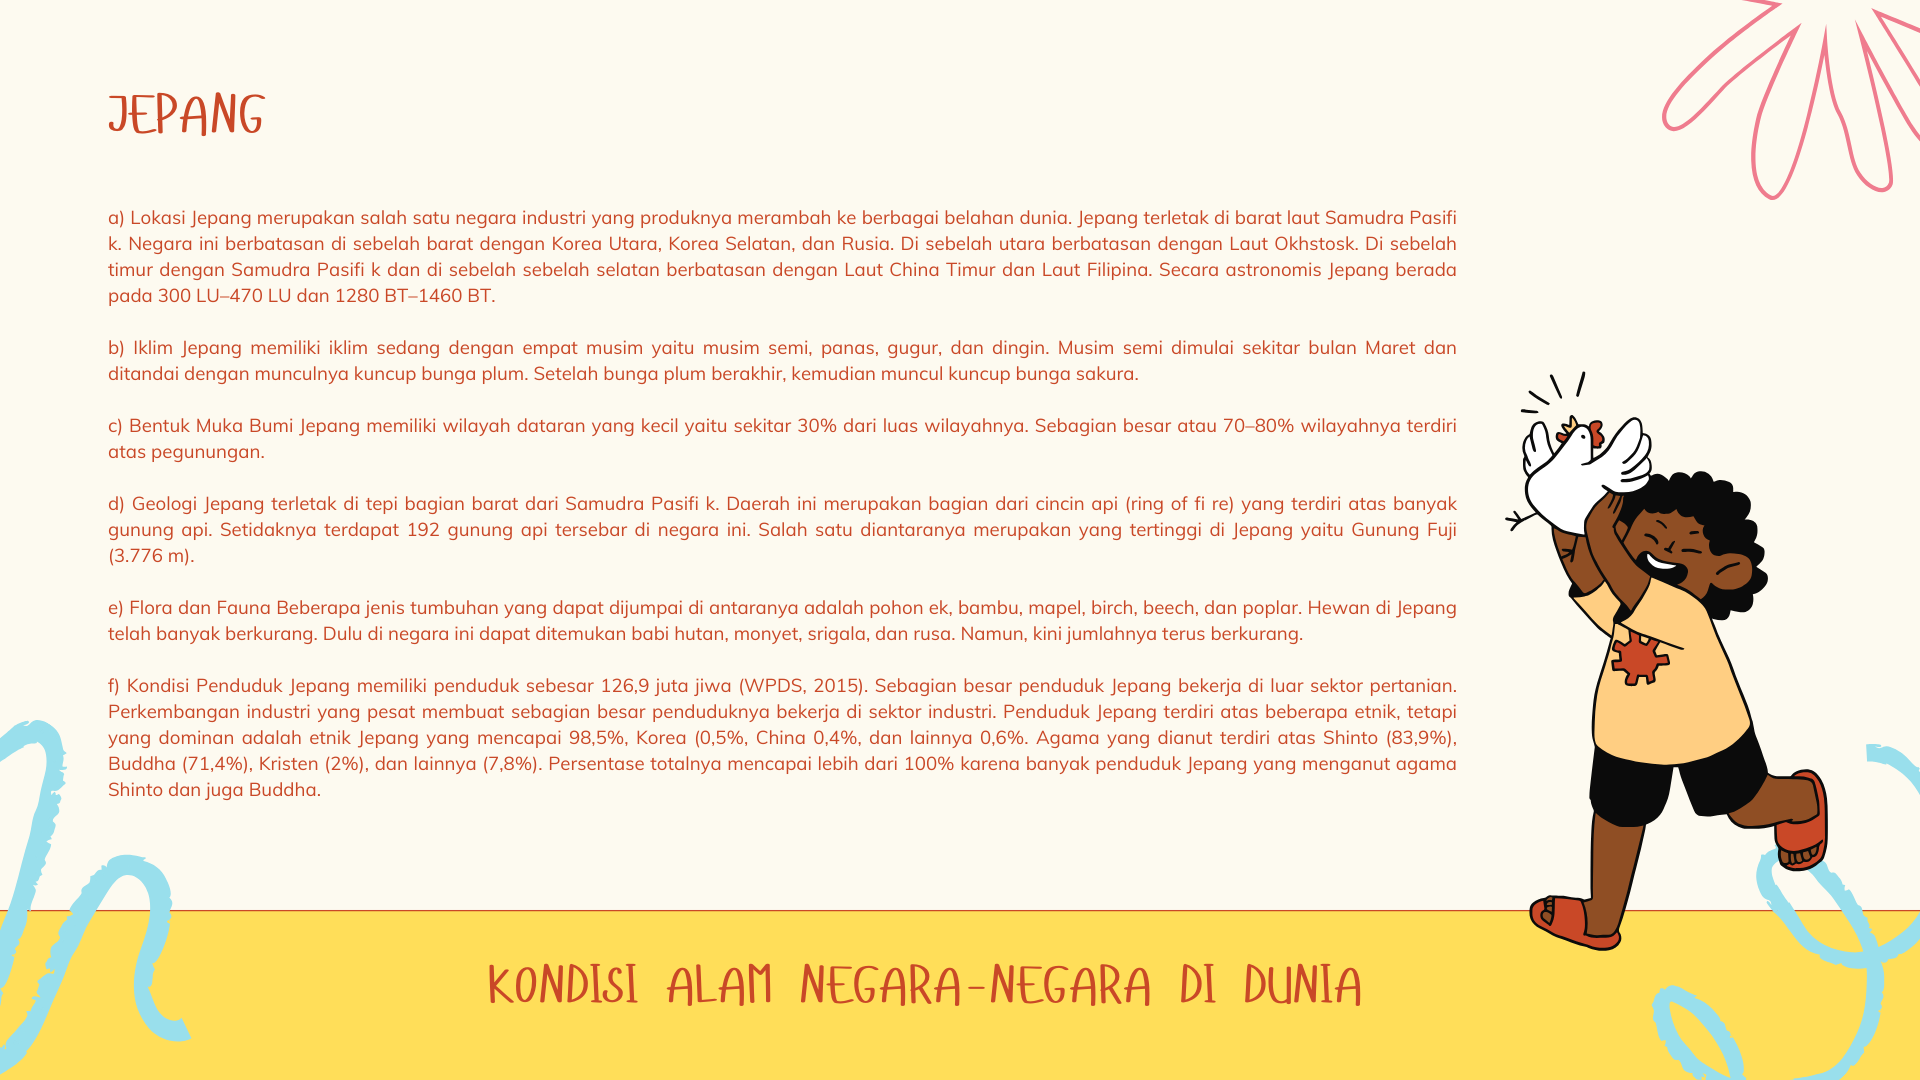 JEPANG
a) Lokasi Jepang merupakan salah satu negara industri yang produknya merambah ke berbagai belahan dunia. Jepang terletak di barat laut Samudra Pasifi
k. Negara ini berbatasan di sebelah barat dengan Korea Utara, Korea Selatan, dan Rusia. Di sebelah utara berbatasan dengan Laut Okhstosk. Di sebelah
timur dengan Samudra Pasifi k dan di sebelah sebelah selatan berbatasan dengan Laut China Timur dan Laut Filipina. Secara astronomis Jepang berada
pada 300 LU–470 LU dan 1280 BT–1460 BT.
b) Iklim Jepang memiliki iklim sedang dengan empat musim yaitu musim semi, panas, gugur, dan dingin. Musim semi dimulai sekitar bulan Maret dan
ditandai dengan munculnya kuncup bunga plum. Setelah bunga plum berakhir, kemudian muncul kuncup bunga sakura.
c) Bentuk Muka Bumi Jepang memiliki wilayah dataran yang kecil yaitu sekitar 30% dari luas wilayahnya. Sebagian besar atau 70–80% wilayahnya terdiri
atas pegunungan.
d) Geologi Jepang terletak di tepi bagian barat dari Samudra Pasifi k. Daerah ini merupakan bagian dari cincin api (ring of fi re) yang terdiri atas banyak
gunung api. Setidaknya terdapat 192 gunung api tersebar di negara ini. Salah satu diantaranya merupakan yang tertinggi di Jepang yaitu Gunung Fuji
(3.776 m).
e) Flora dan Fauna Beberapa jenis tumbuhan yang dapat dijumpai di antaranya adalah pohon ek, bambu, mapel, birch, beech, dan poplar. Hewan di Jepang
telah banyak berkurang. Dulu di negara ini dapat ditemukan babi hutan, monyet, srigala, dan rusa. Namun, kini jumlahnya terus berkurang.
f) Kondisi Penduduk Jepang memiliki penduduk sebesar 126,9 juta jiwa (WPDS, 2015). Sebagian besar penduduk Jepang bekerja di luar sektor pertanian.
Perkembangan industri yang pesat membuat sebagian besar penduduknya bekerja di sektor industri. Penduduk Jepang terdiri atas beberapa etnik, tetapi
yang dominan adalah etnik Jepang yang mencapai 98,5%, Korea (0,5%, China 0,4%, dan lainnya 0,6%. Agama yang dianut terdiri atas Shinto (83,9%),
Buddha (71,4%), Kristen (2%), dan lainnya (7,8%). Persentase totalnya mencapai lebih dari 100% karena banyak penduduk Jepang yang menganut agama
Shinto dan juga Buddha.
KONDISI ALAM NEGARA-NEGARA DI DUNIA